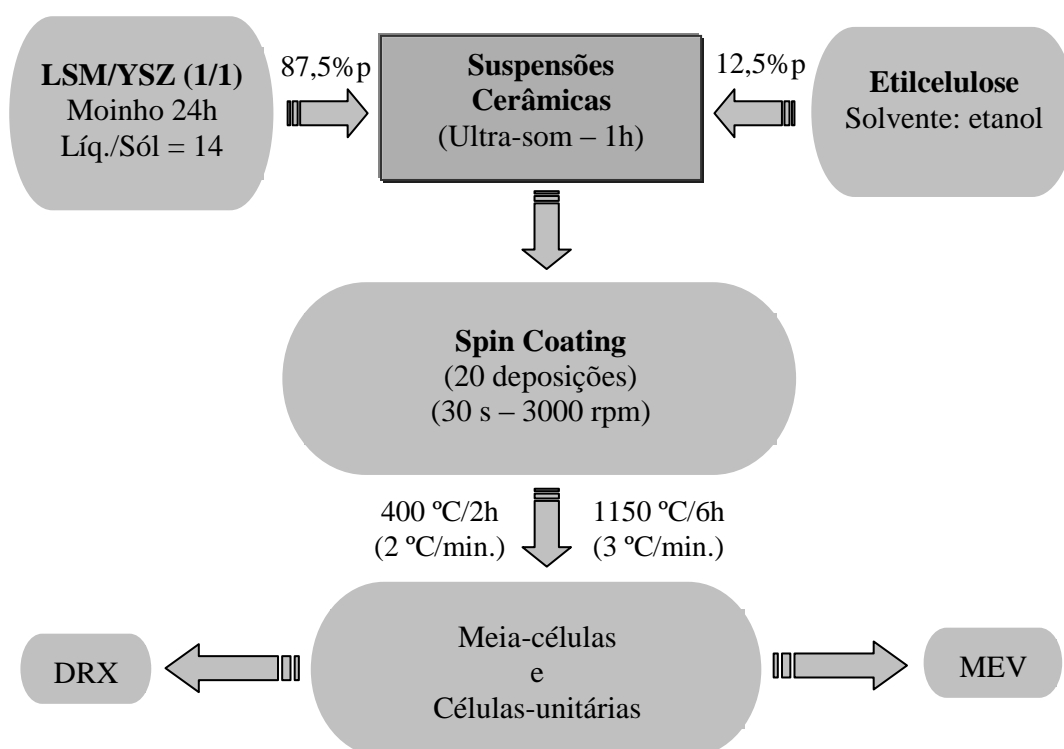 LSM/YSZ (1/1)
Moinho 24h
Líq./Sól = 14
87,5%p
Suspensões
Cerâmicas
(Ultra-som – 1h)
12,5%p
Etilcelulose
Solvente: etanol
Spin Coating
(20 deposições)
(30 s – 3000 rpm)
400 ºC/2h
(2 ºC/min.)
1150 ºC/6h
(3 ºC/min.)
DRX
Meia-células
e
Células-unitárias
MEV